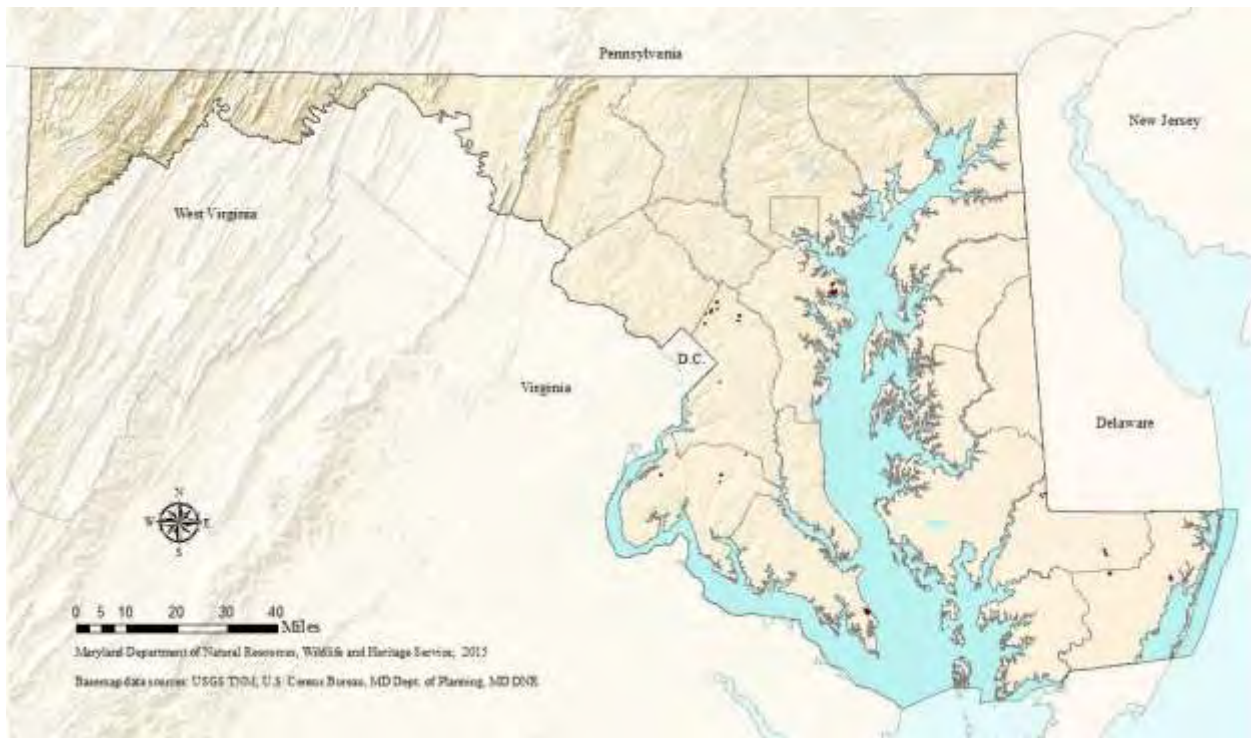 Pennsylvania
New Jersey
West Virginia
D.C.
Virginia
Delaware
N
W E
S
0 5 10 20 30 40
Miles
Maryland Department of Natural Resources, Wildlife and Heritage Service, 2015
Basemap data sources: USGS TNM, U.S. Census Bureau, MD Dept. of Planning, MD DNR